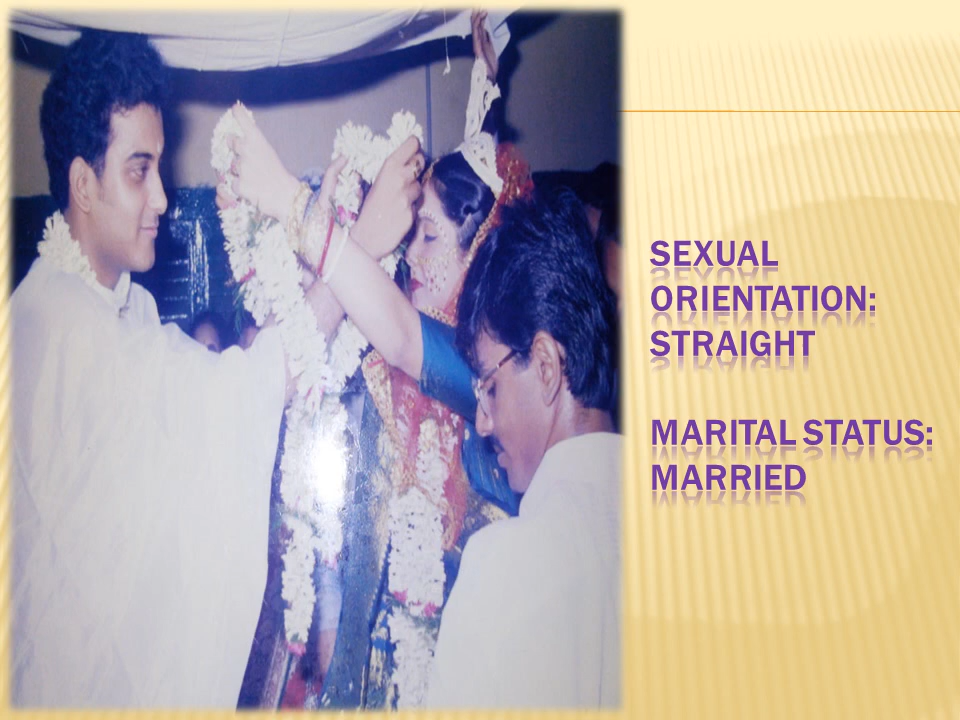 SEXUAL
ORIENTATION:
STRAIGHT
MARITAL STATUS:
MARRIED